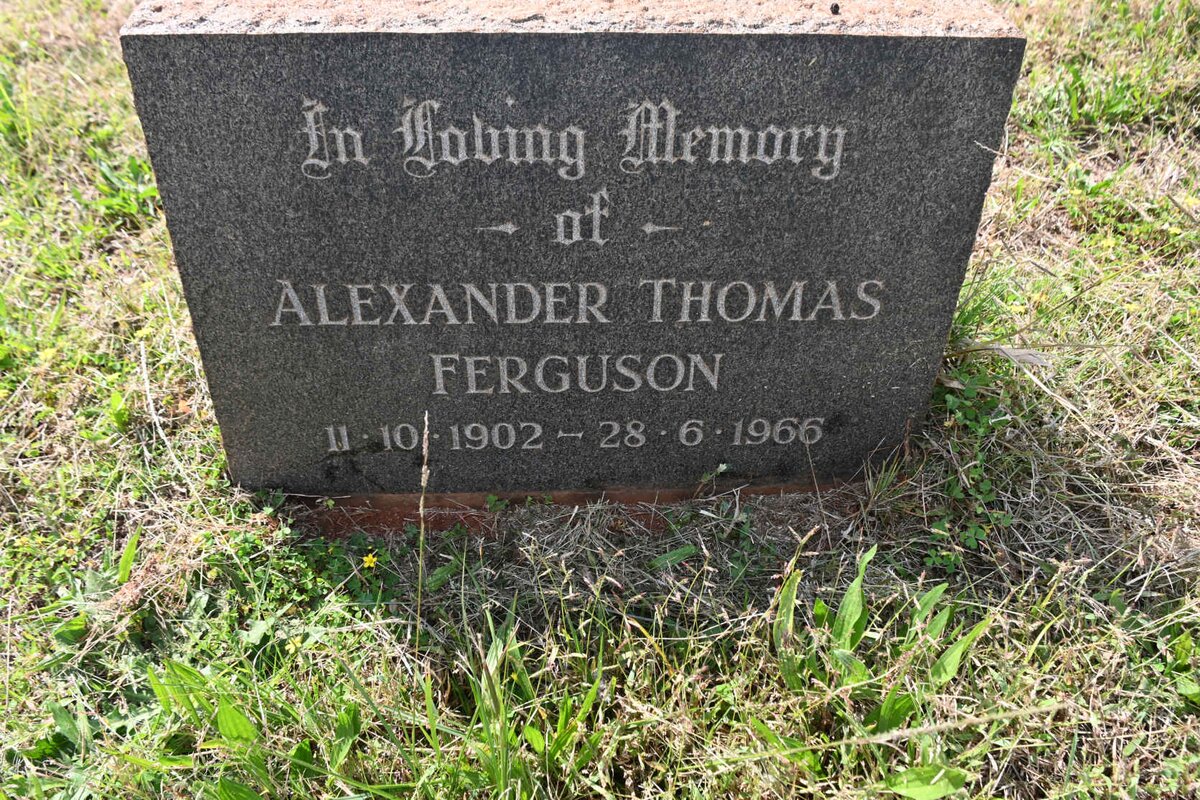 In Loving Memory
of
ALEXANDER THOMAS
FERGUSON
11·10·1902 – 28·6·1966